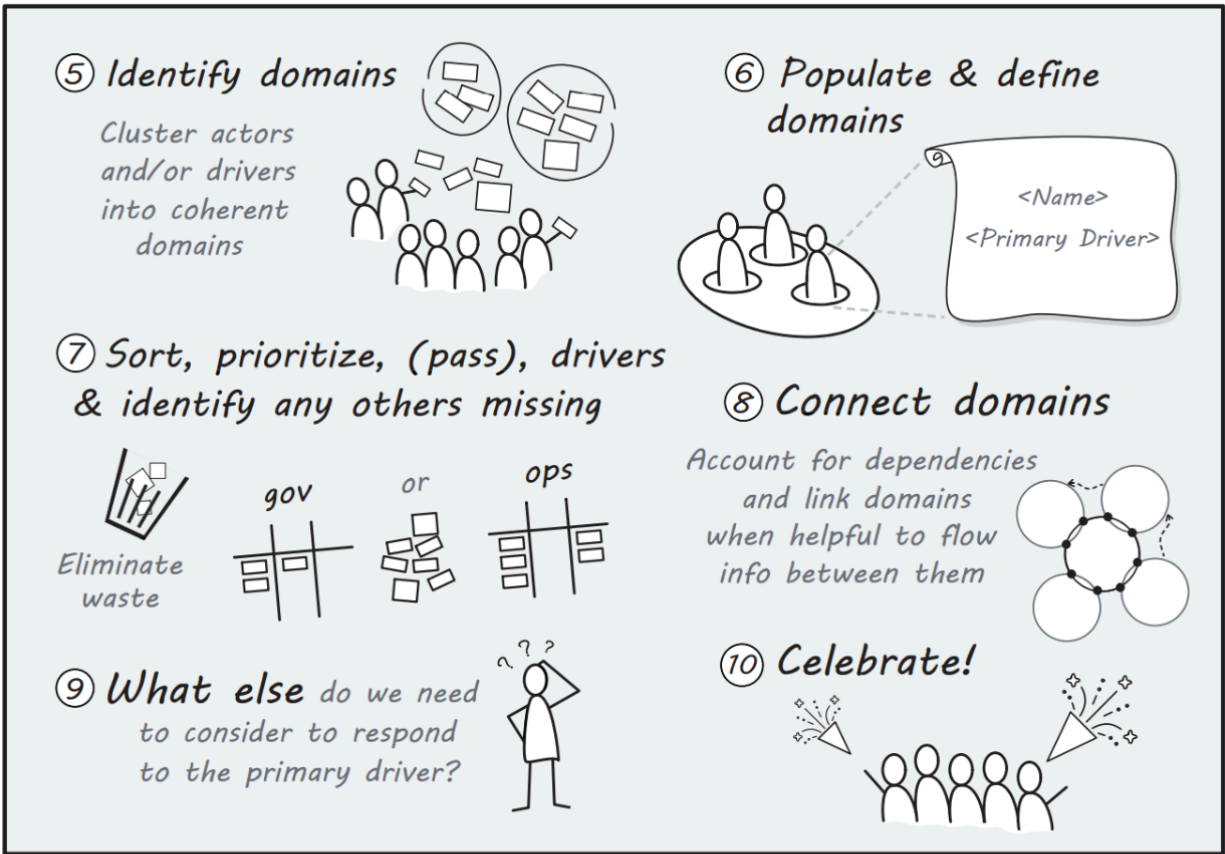 5 Identify domains
Cluster actors
and/or drivers
into coherent
domains
6 Populate & define
domains
<Name>
<Primary Driver>
7 Sort, prioritize, (pass), drivers
& identify any others missing
Eliminate
waste
gov
or
ops
8 Connect domains
Account for dependencies
and link domains
when helpful to flow
info between them
9 What else do we need
to consider to respond
to the primary driver?
? ? ?
10 Celebrate!